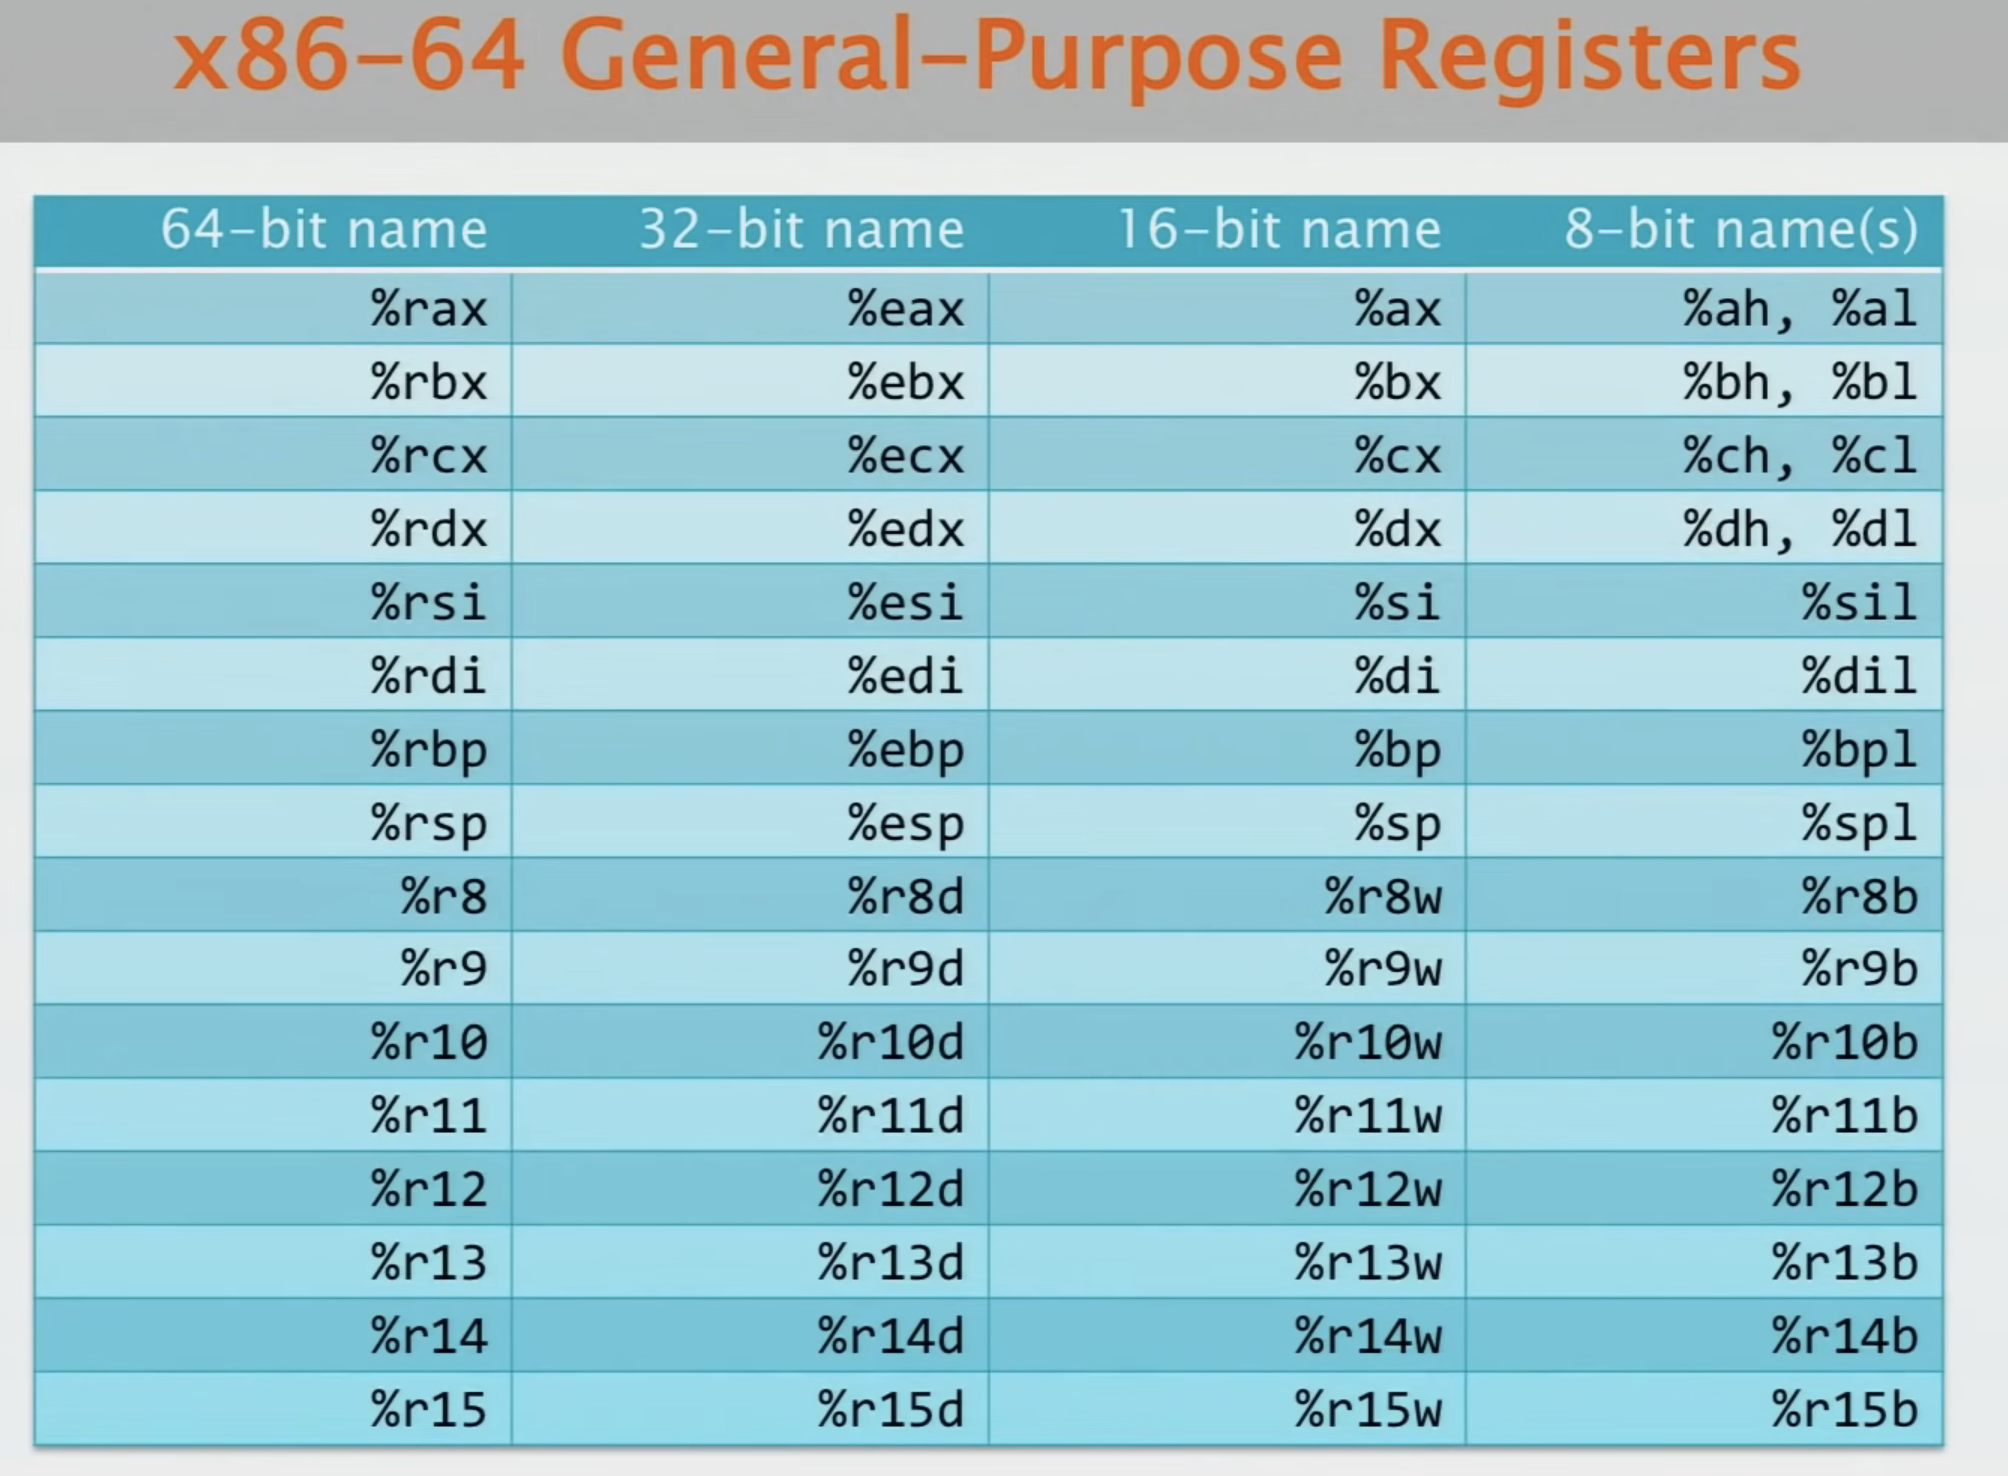 x86-64 General-Purpose Registers
64-bit name 32-bit name 16-bit name 8-bit name(s)
%rax %eax %ax %ah, %al
%rbx %ebx %bx %bh, %bl
%rcx %ecx %cx %ch, %cl
%rdx %edx %dx %dh, %dl
%rsi %esi %si %sil
%rdi %edi %di %dil
%rbp %ebp %bp %bpl
%rsp %esp %sp %spl
%r8 %r8d %r8w %r8b
%r9 %r9d %r9w %r9b
%r10 %r10d %r10w %r10b
%r11 %r11d %r11w %r11b
%r12 %r12d %r12w %r12b
%r13 %r13d %r13w %r13b
%r14 %r14d %r14w %r14b
%r15 %r15d %r15w %r15b